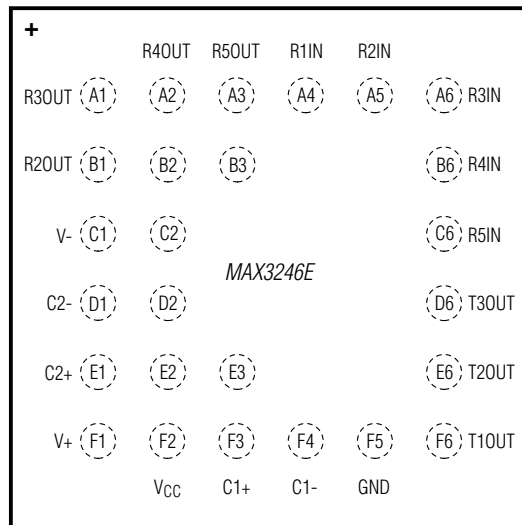 +
R4OUT R5OUT R1IN R2IN
R3OUT A1 A2 A3 A4 A5 A6 R3IN
R2OUT B1 B2 B3 B6 R4IN
V- C1 C2 C6 R5IN
MAX3246E
C2- D1 D2 D6 T3OUT
C2+ E1 E2 E3 E6 T2OUT
V+ F1 F2 F3 F4 F5 F6 T1OUT
VCC C1+ C1- GND